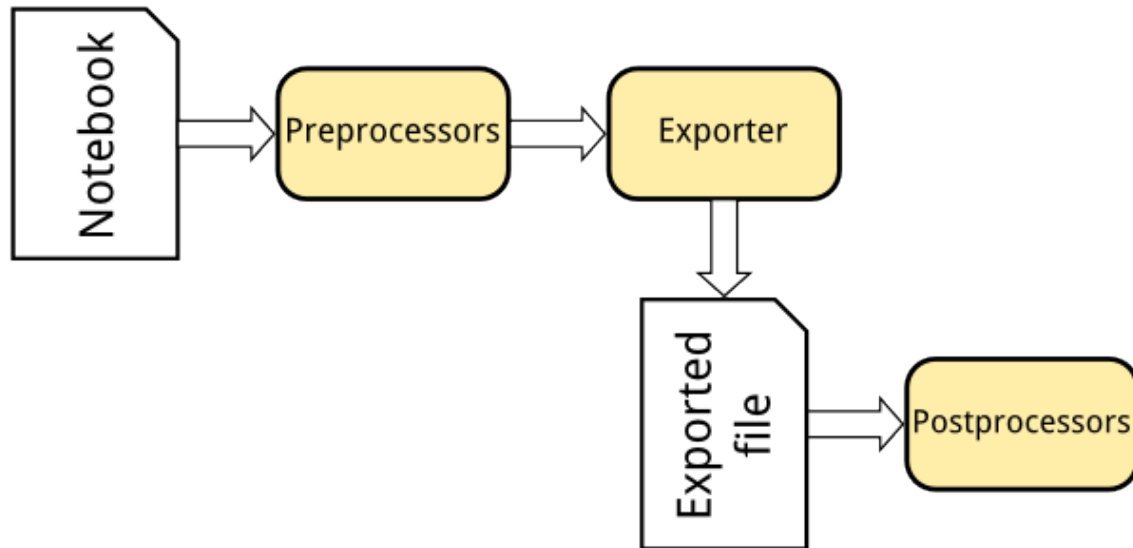 Notebook
Preprocessors
Exporter
Exported
file
Postprocessors